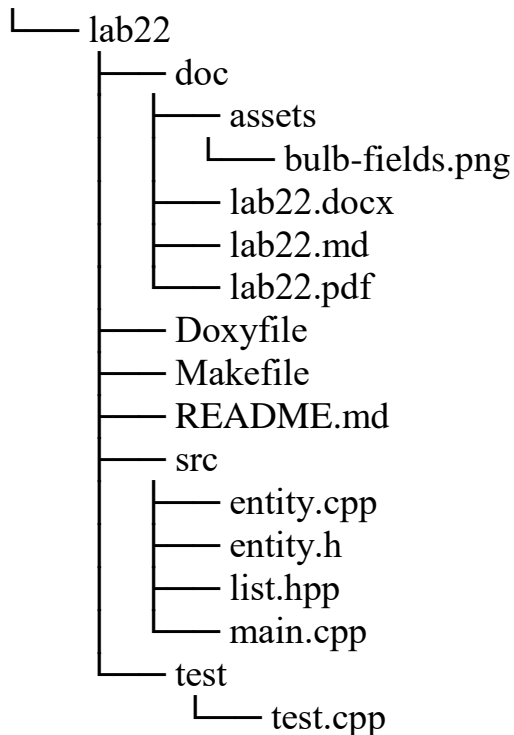 lab22
doc
assets
bulb-fields.png
lab22.docx
lab22.md
lab22.pdf
Doxyfile
Makefile
README.md
src
entity.cpp
entity.h
list.hpp
main.cpp
test
test.cpp